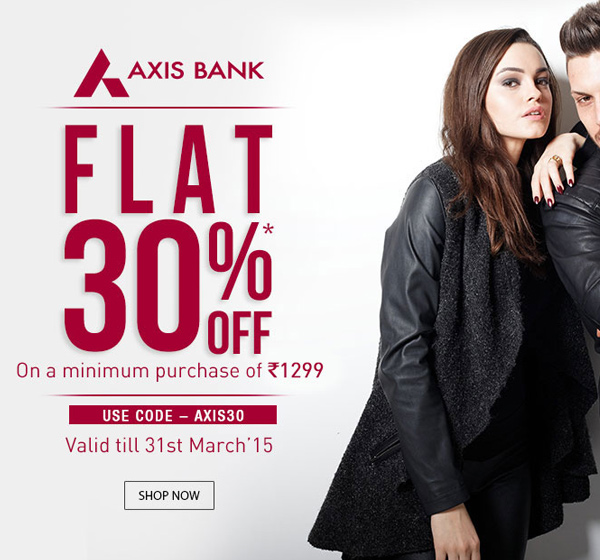 AXIS BANK
FLAT
30%*
OFF
On a minimum purchase of ₹1299
USE CODE – AXIS30
Valid till 31st March'15
SHOP NOW